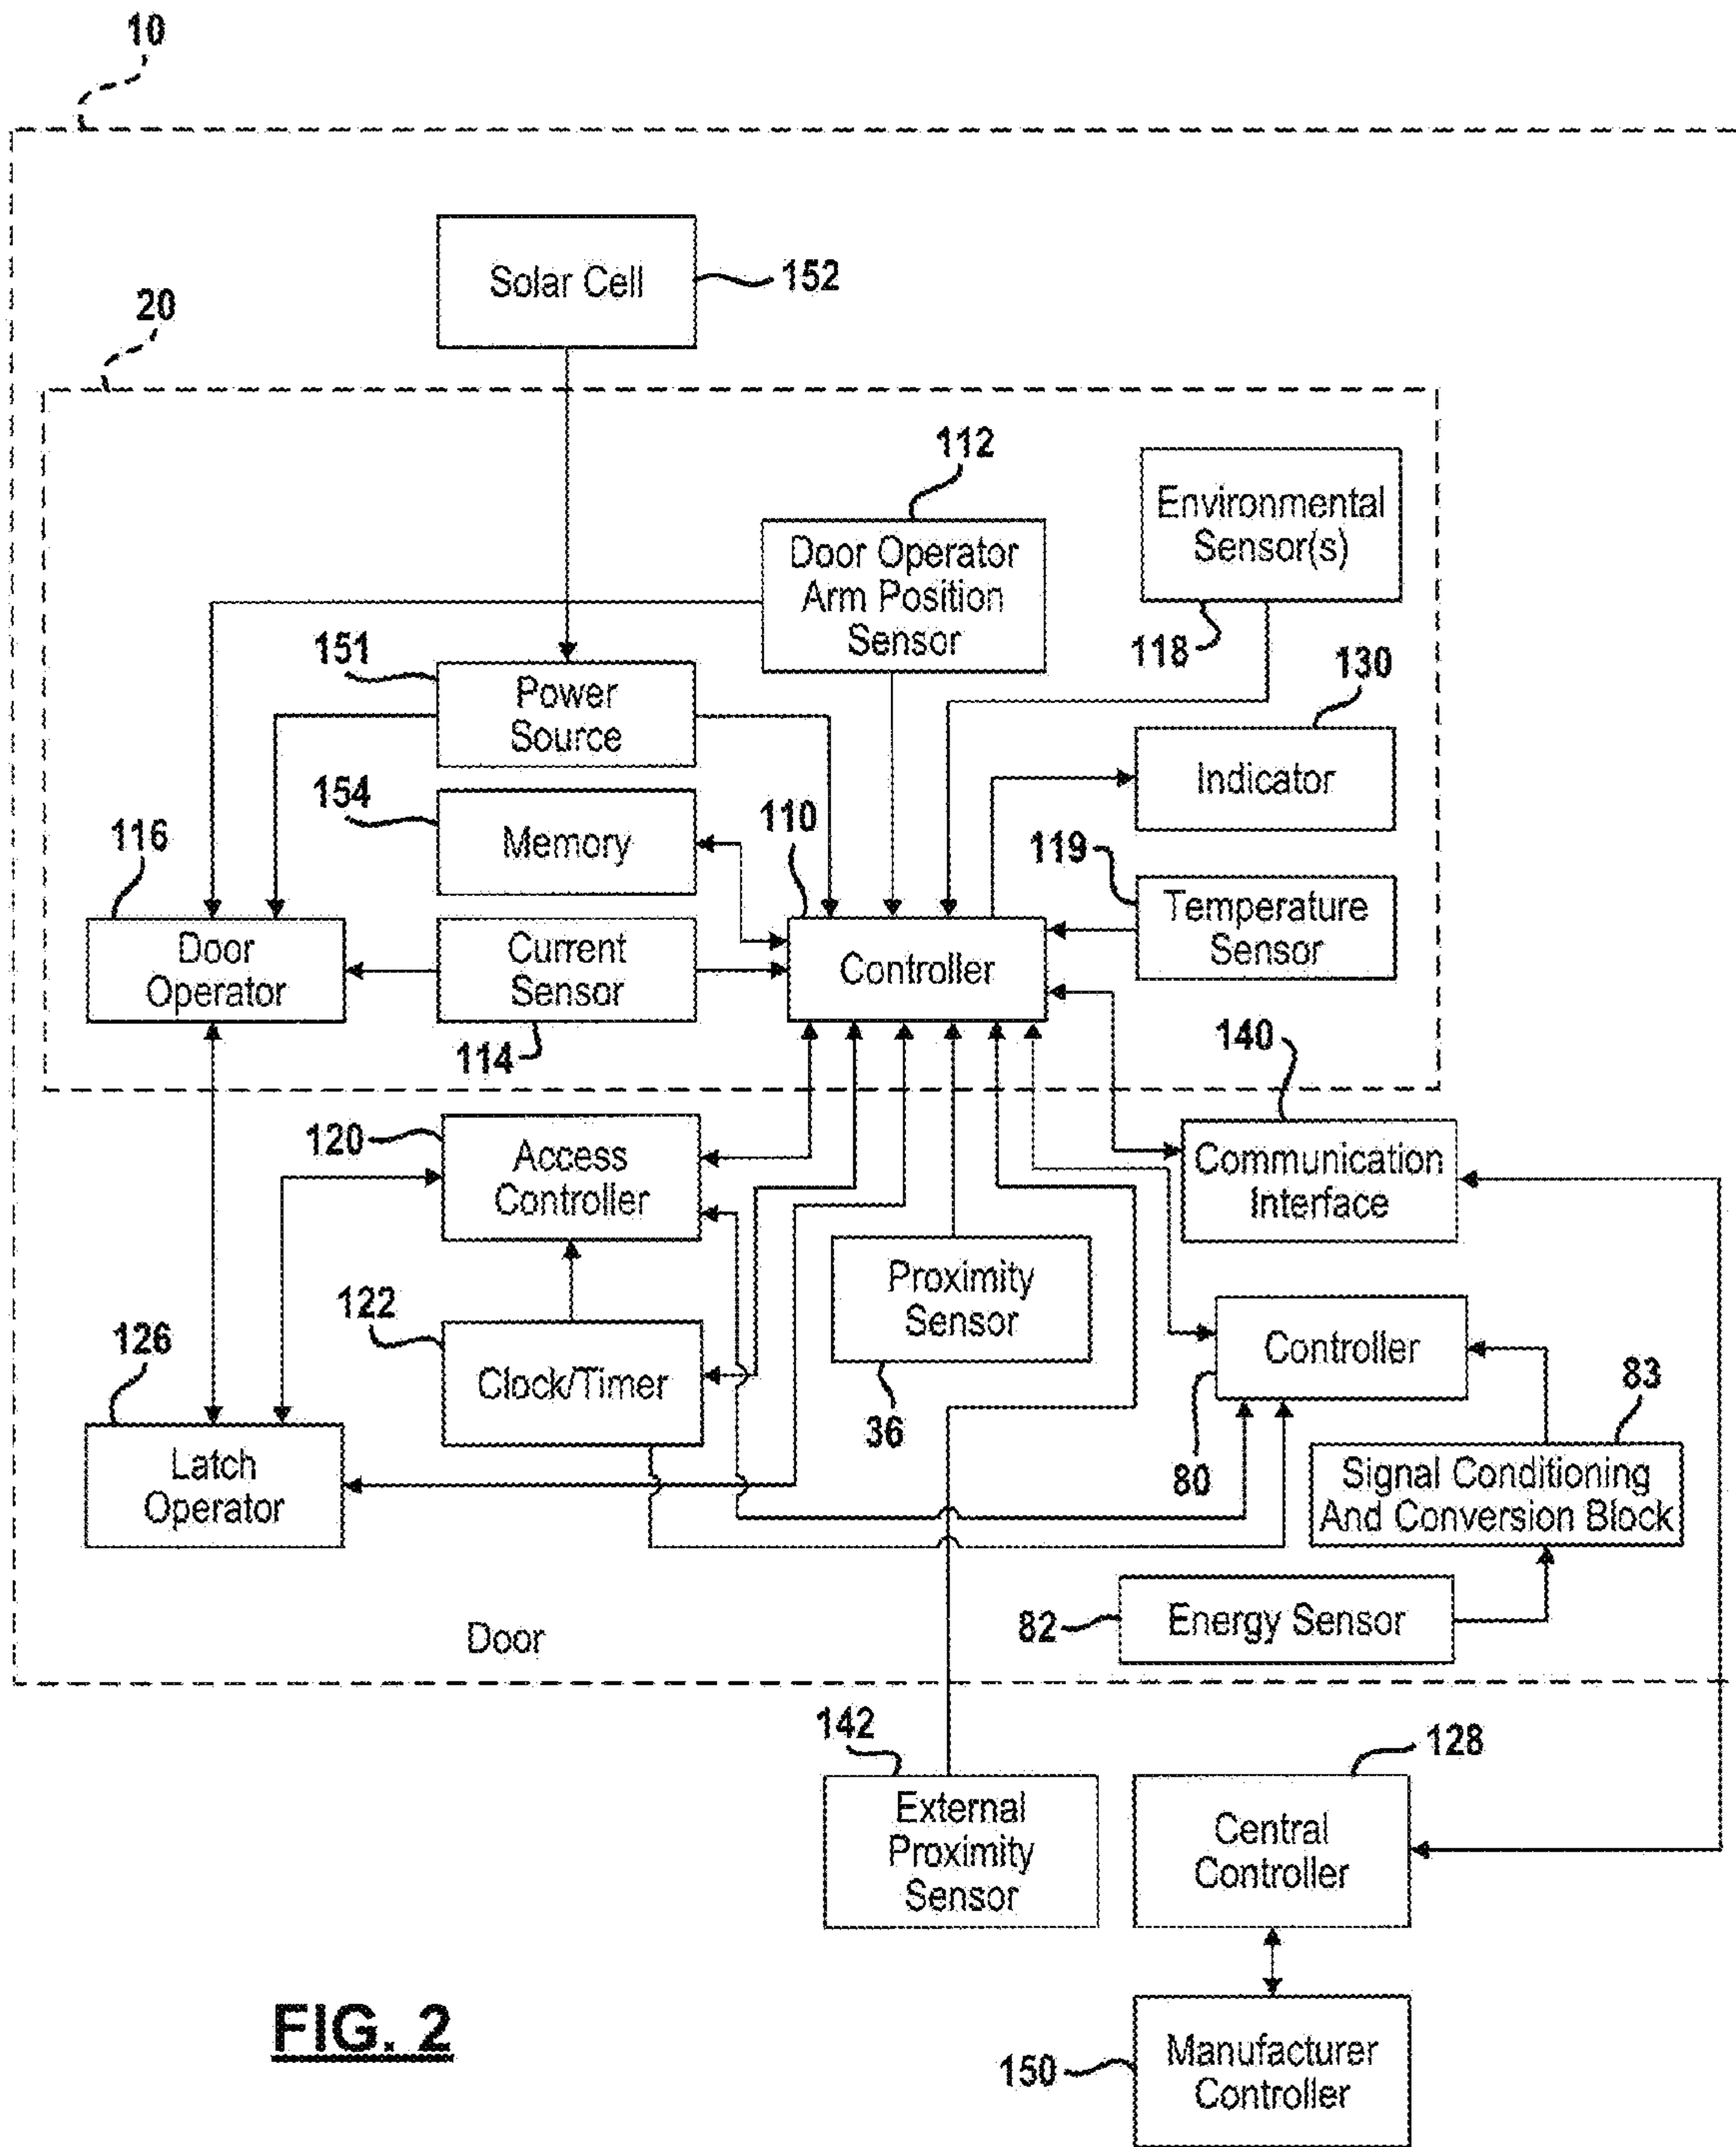 10
Solar Cell
152
20
112
Environmental
Sensor(s)
Door Operator
Arm Position
Sensor
118
151
Power
Source
130
Indicator
154
Memory
110
116
119
Temperature
Sensor
Door
Operator
Current
Sensor
Controller
114
140
120
Access
Controller
Communication
Interface
Proximity
Sensor
122
Clock/Timer
126
Controller
36
83
80
Latch
Operator
Signal Conditioning
And Conversion Block
82
Energy Sensor
Door
142
128
External
Proximity
Sensor
Central
Controller
FIG. 2
150
Manufacturer
Controller